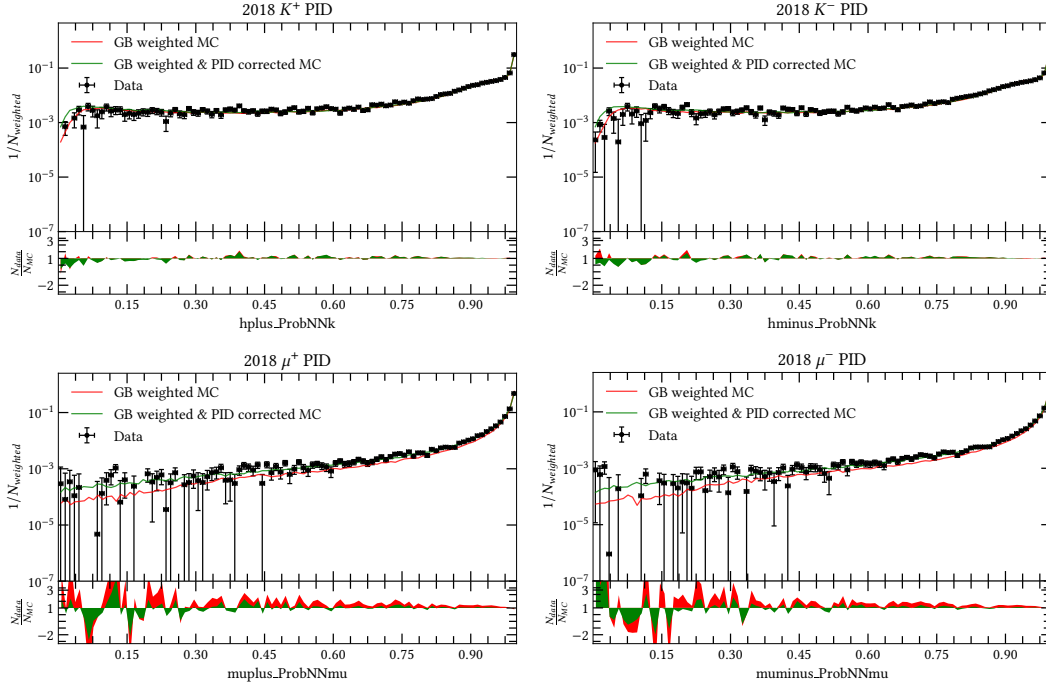 2018 K⁺ PID
GB weighted MC
GB weighted & PID corrected MC
Data
1/N_weighted
10⁻¹
10⁻³
10⁻⁵
10⁻⁷
N_data/N_MC
3
1
−2
0.15 0.30 0.45 0.60 0.75 0.90
hplus_ProbNNk
2018 K⁻ PID
GB weighted MC
GB weighted & PID corrected MC
Data
1/N_weighted
10⁻¹
10⁻³
10⁻⁵
10⁻⁷
N_data/N_MC
3
1
−2
0.15 0.30 0.45 0.60 0.75 0.90
hminus_ProbNNk
2018 μ⁺ PID
GB weighted MC
GB weighted & PID corrected MC
Data
1/N_weighted
10⁻¹
10⁻³
10⁻⁵
10⁻⁷
N_data/N_MC
3
1
−2
0.15 0.30 0.45 0.60 0.75 0.90
muplus_ProbNNmu
2018 μ⁻ PID
GB weighted MC
GB weighted & PID corrected MC
Data
1/N_weighted
10⁻¹
10⁻³
10⁻⁵
10⁻⁷
N_data/N_MC
3
1
−2
0.15 0.30 0.45 0.60 0.75 0.90
muminus_ProbNNmu